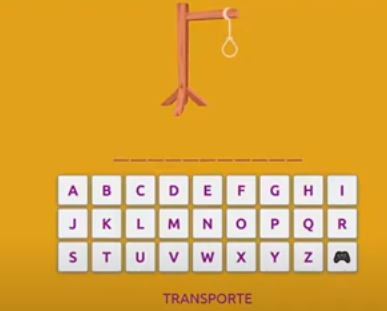 A B C D E F G H I
J K L M N O P Q R
S T U V W X Y Z
TRANSPORTE